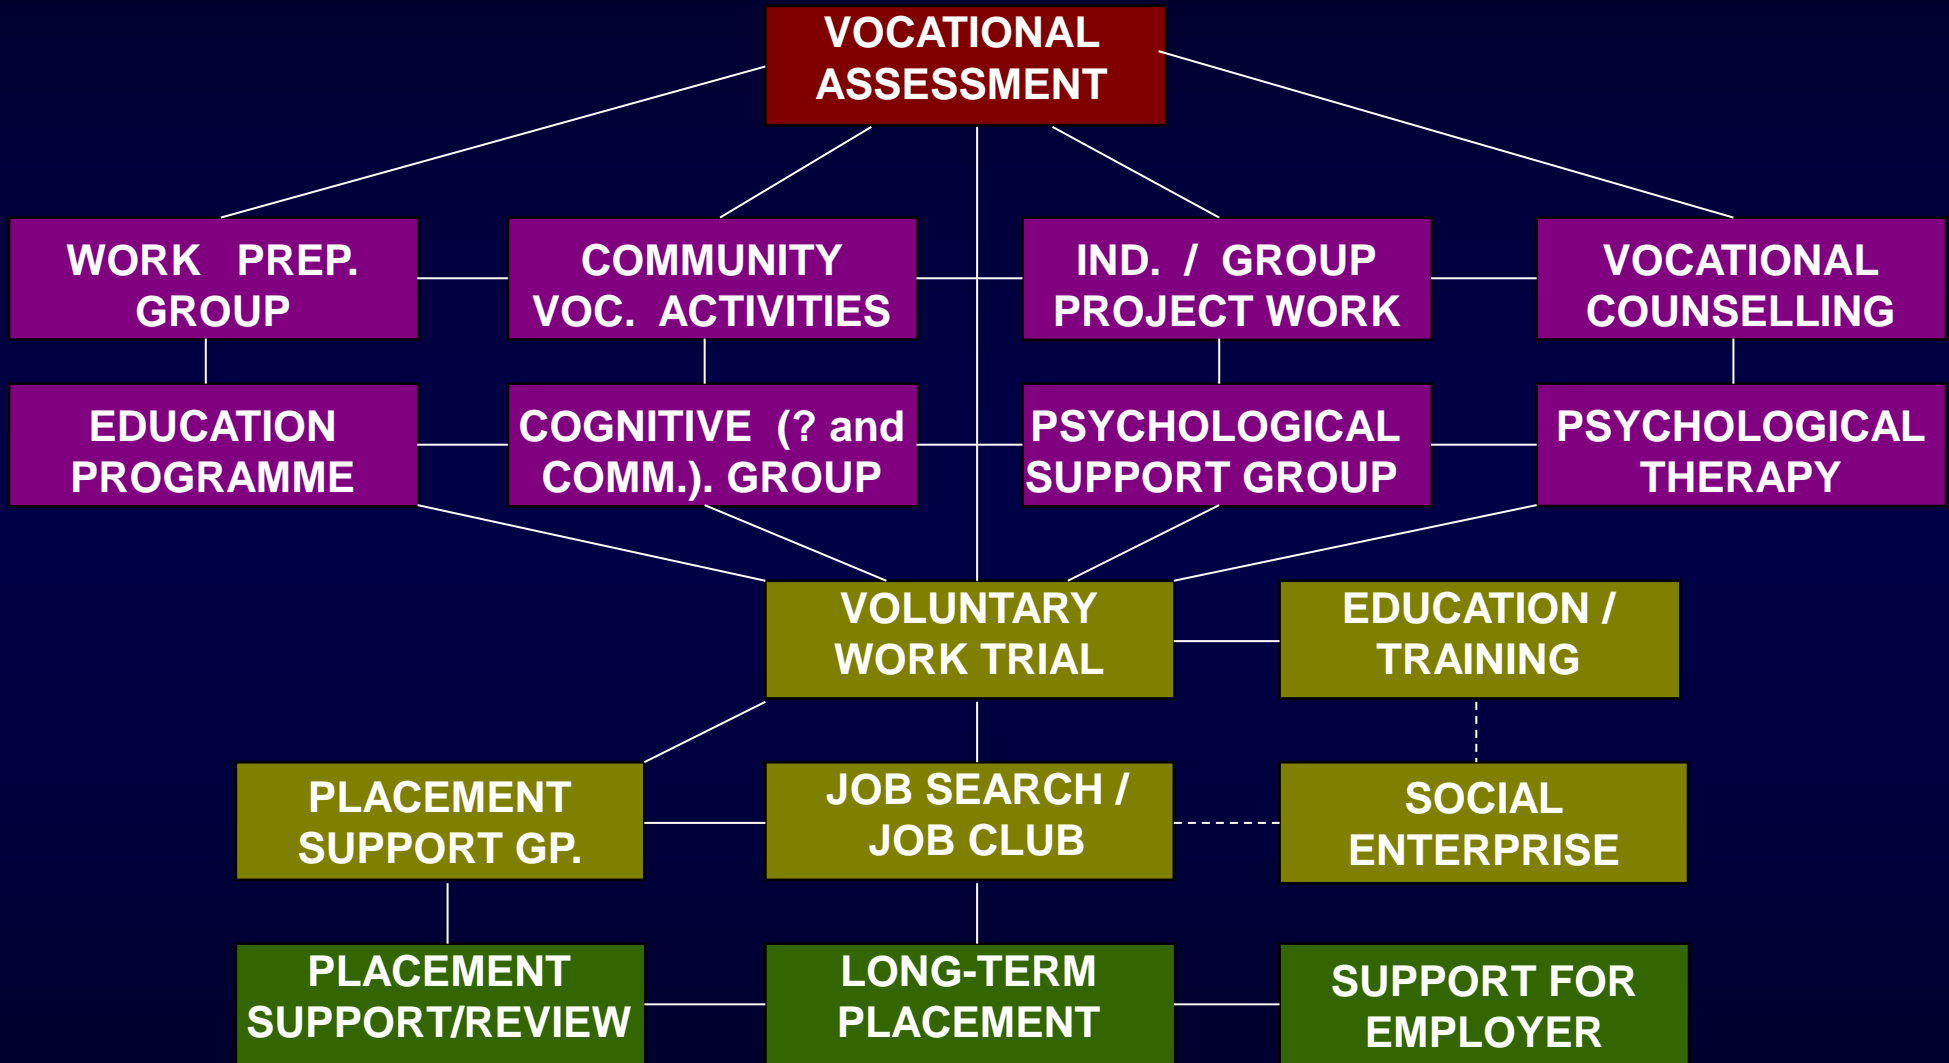 VOCATIONAL
ASSESSMENT
WORK PREP.
GROUP
COMMUNITY
VOC. ACTIVITIES
IND. / GROUP
PROJECT WORK
VOCATIONAL
COUNSELLING
EDUCATION
PROGRAMME
COGNITIVE (? and
COMM.). GROUP
PSYCHOLOGICAL
SUPPORT GROUP
PSYCHOLOGICAL
THERAPY
VOLUNTARY
WORK TRIAL
EDUCATION /
TRAINING
PLACEMENT
SUPPORT GP.
JOB SEARCH /
JOB CLUB
SOCIAL
ENTERPRISE
PLACEMENT
SUPPORT/REVIEW
LONG-TERM
PLACEMENT
SUPPORT FOR
EMPLOYER